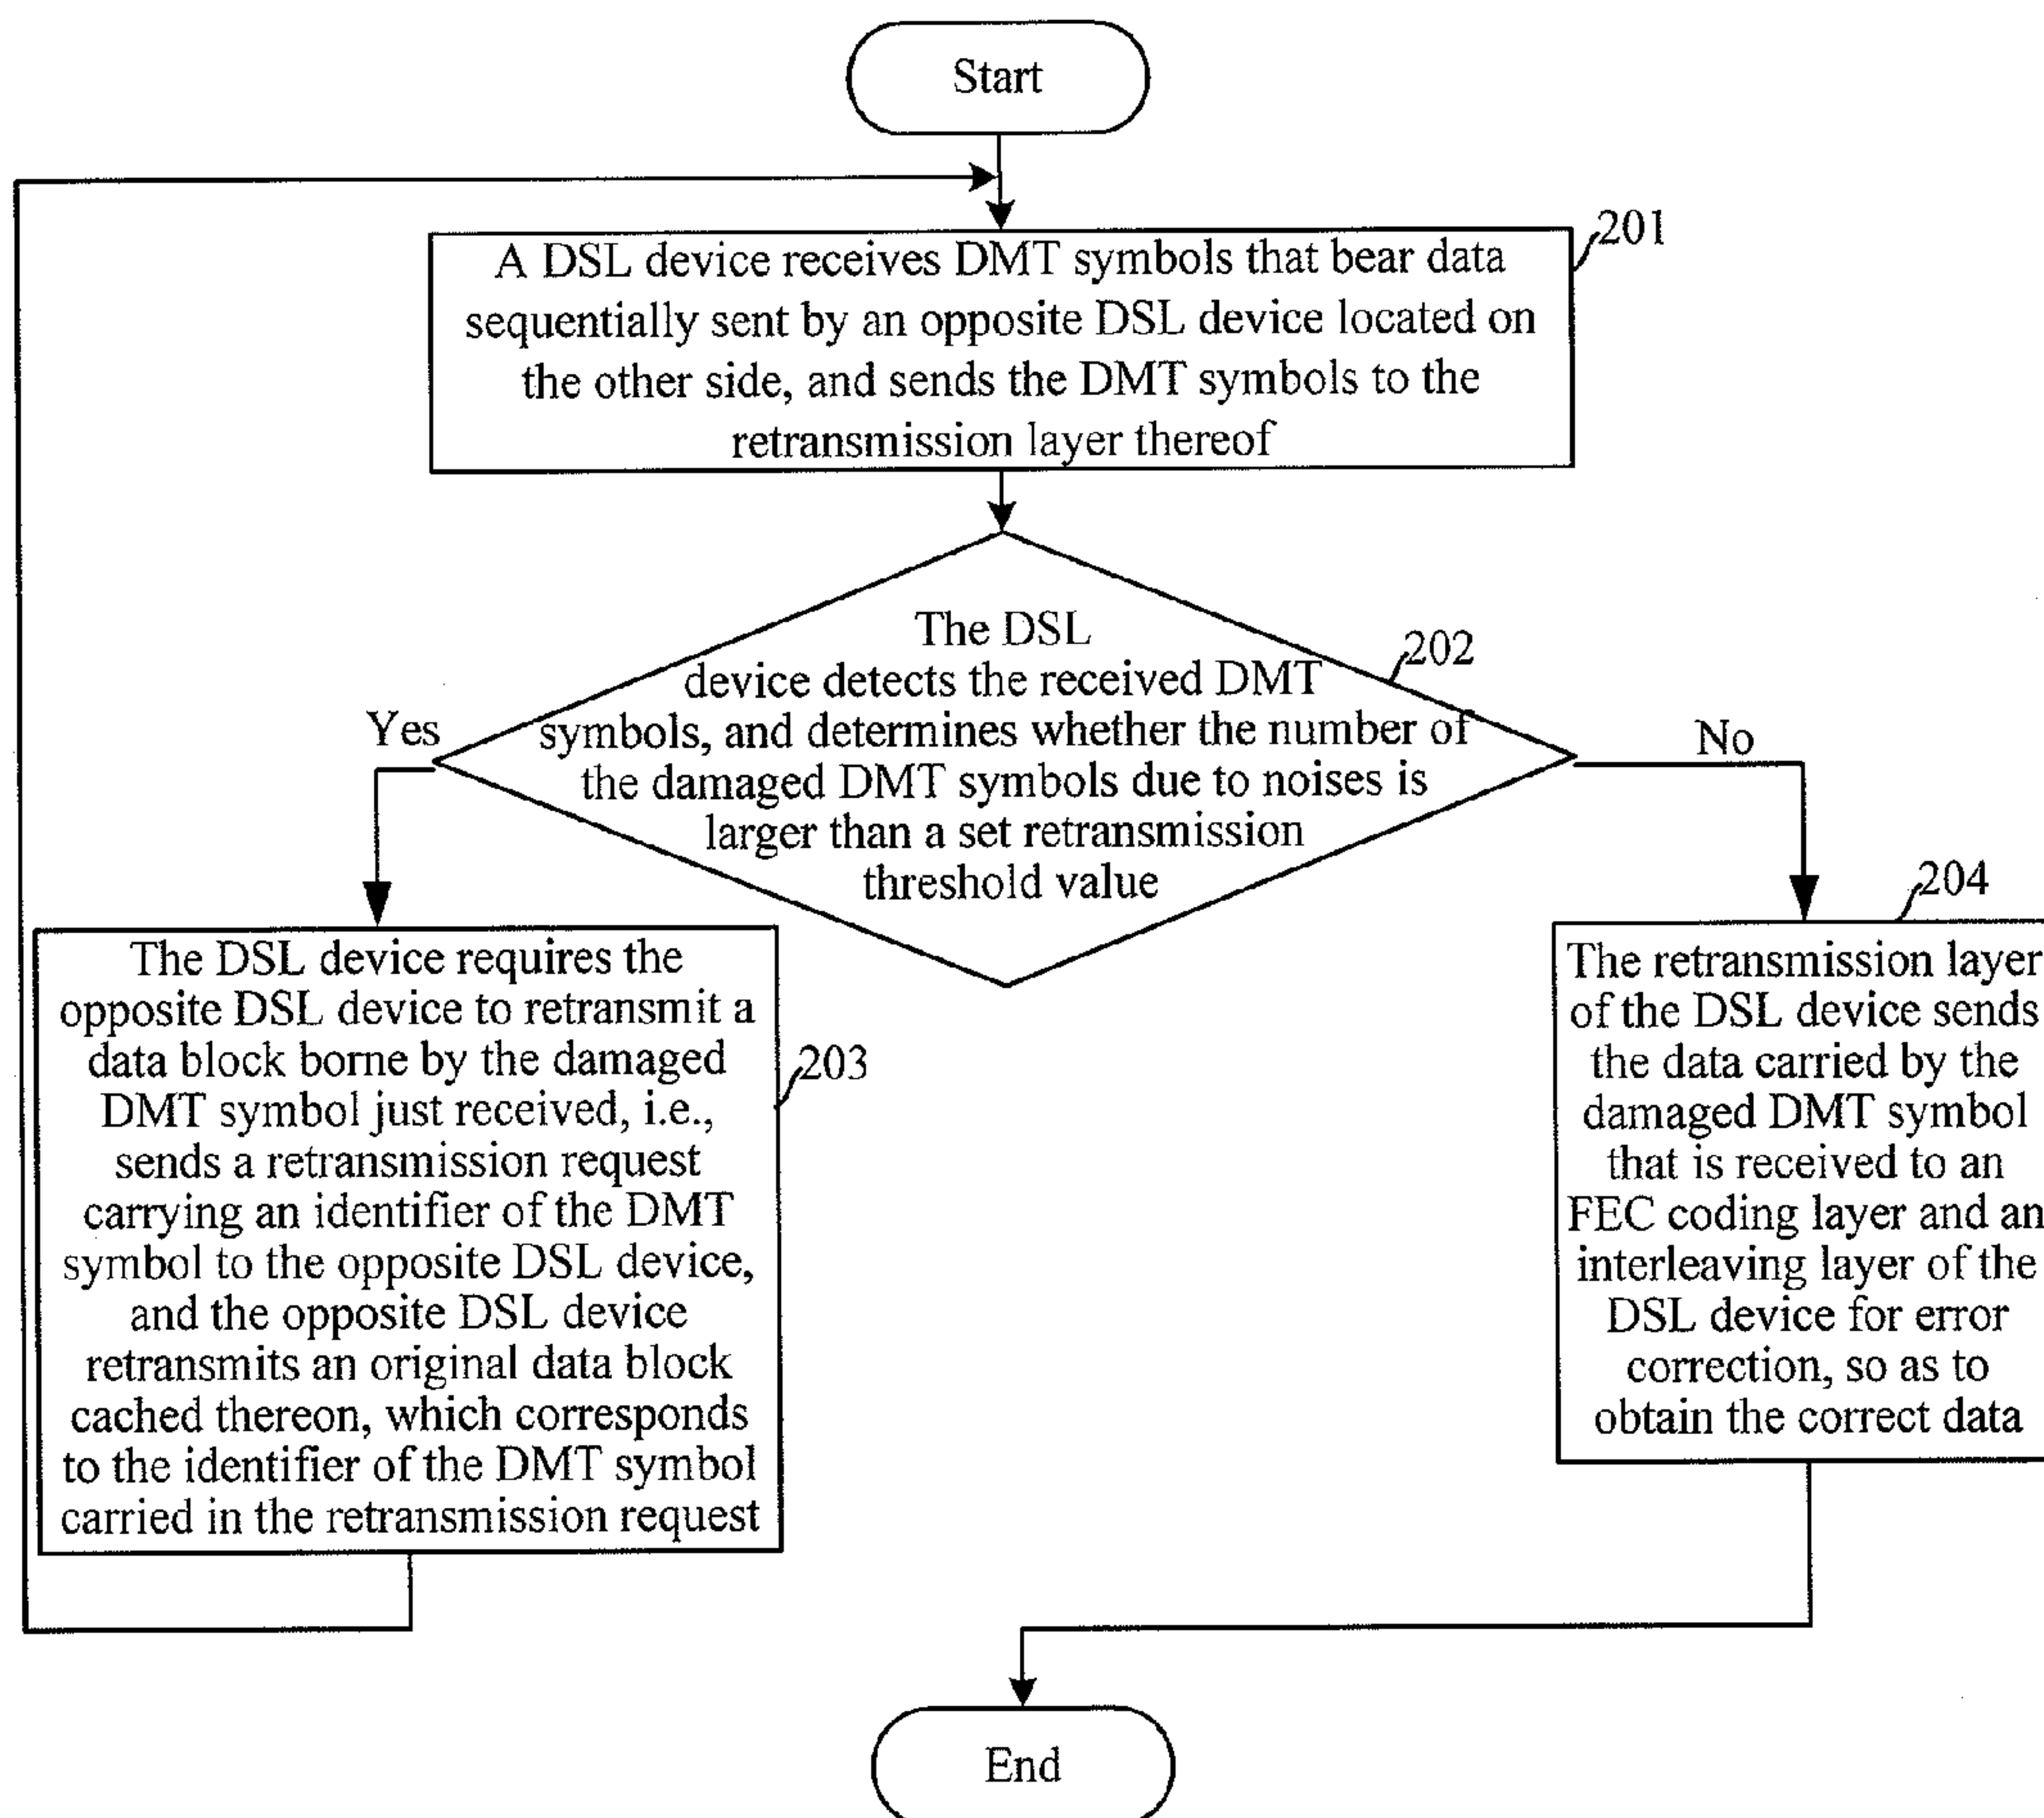 Start
201
A DSL device receives DMT symbols that bear data
sequentially sent by an opposite DSL device located on
the other side, and sends the DMT symbols to the
retransmission layer thereof
The DSL
202
device detects the received DMT
symbols, and determines whether the number of
the damaged DMT symbols due to noises is
larger than a set retransmission
threshold value
Yes
No
203
The DSL device requires the
opposite DSL device to retransmit a
data block borne by the damaged
DMT symbol just received, i.e.,
sends a retransmission request
carrying an identifier of the DMT
symbol to the opposite DSL device,
and the opposite DSL device
retransmits an original data block
cached thereon, which corresponds
to the identifier of the DMT symbol
carried in the retransmission request
204
The retransmission layer
of the DSL device sends
the data carried by the
damaged DMT symbol
that is received to an
FEC coding layer and an
interleaving layer of the
DSL device for error
correction, so as to
obtain the correct data
End